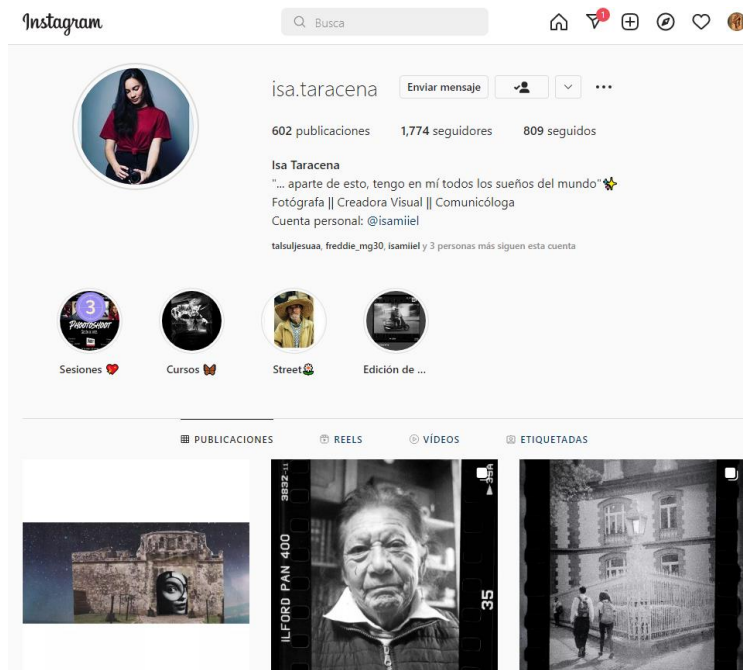 Instagram
Busca
1
isa.taracena
Enviar mensaje
602 publicaciones 1,774 seguidores 809 seguidos
Isa Taracena
"... aparte de esto, tengo en mí todos los sueños del mundo"✨
Fotógrafa || Creadora Visual || Comunicóloga
Cuenta personal: @isamiiel
talsuljesuaa, freddie_mg30, isamiiel y 3 personas más siguen esta cuenta
3
PHOTOSHOOT
Sesiones Cursos Street Edición de ...
PUBLICACIONES REELS VÍDEOS ETIQUETADAS
3832-11
ILFORD PAN 400
35A
35